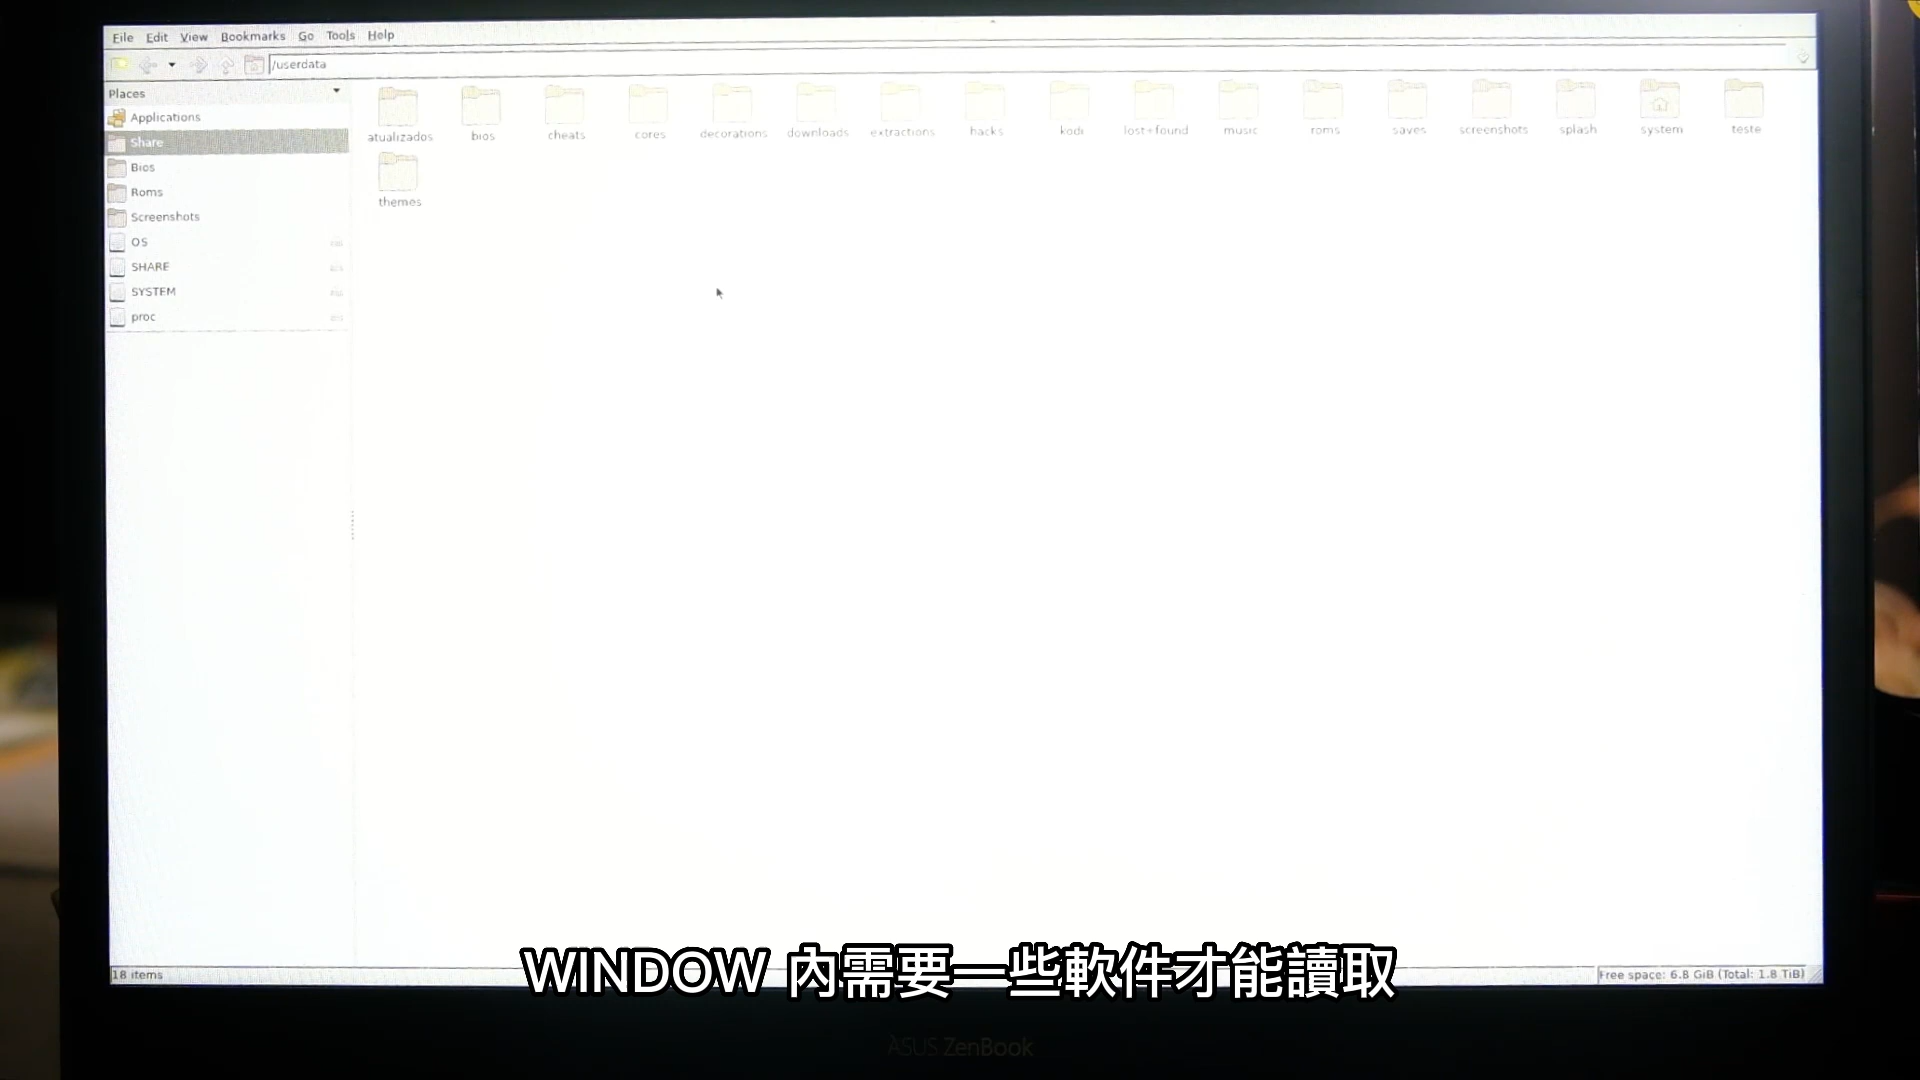 File Edit View Bookmarks Go Tools Help
/userdata
Places
Applications
Share
Bios
Roms
Screenshots
OS
SHARE
SYSTEM
proc
atualizados bios cheats cores decorations downloads extractions hacks kodi lost+found music roms saves screenshots splash system teste
themes
18 items
Free space: 6.8 GiB (Total: 1.8 TiB)
WINDOW 內需要一些軟件才能讀取
ASUS ZenBook